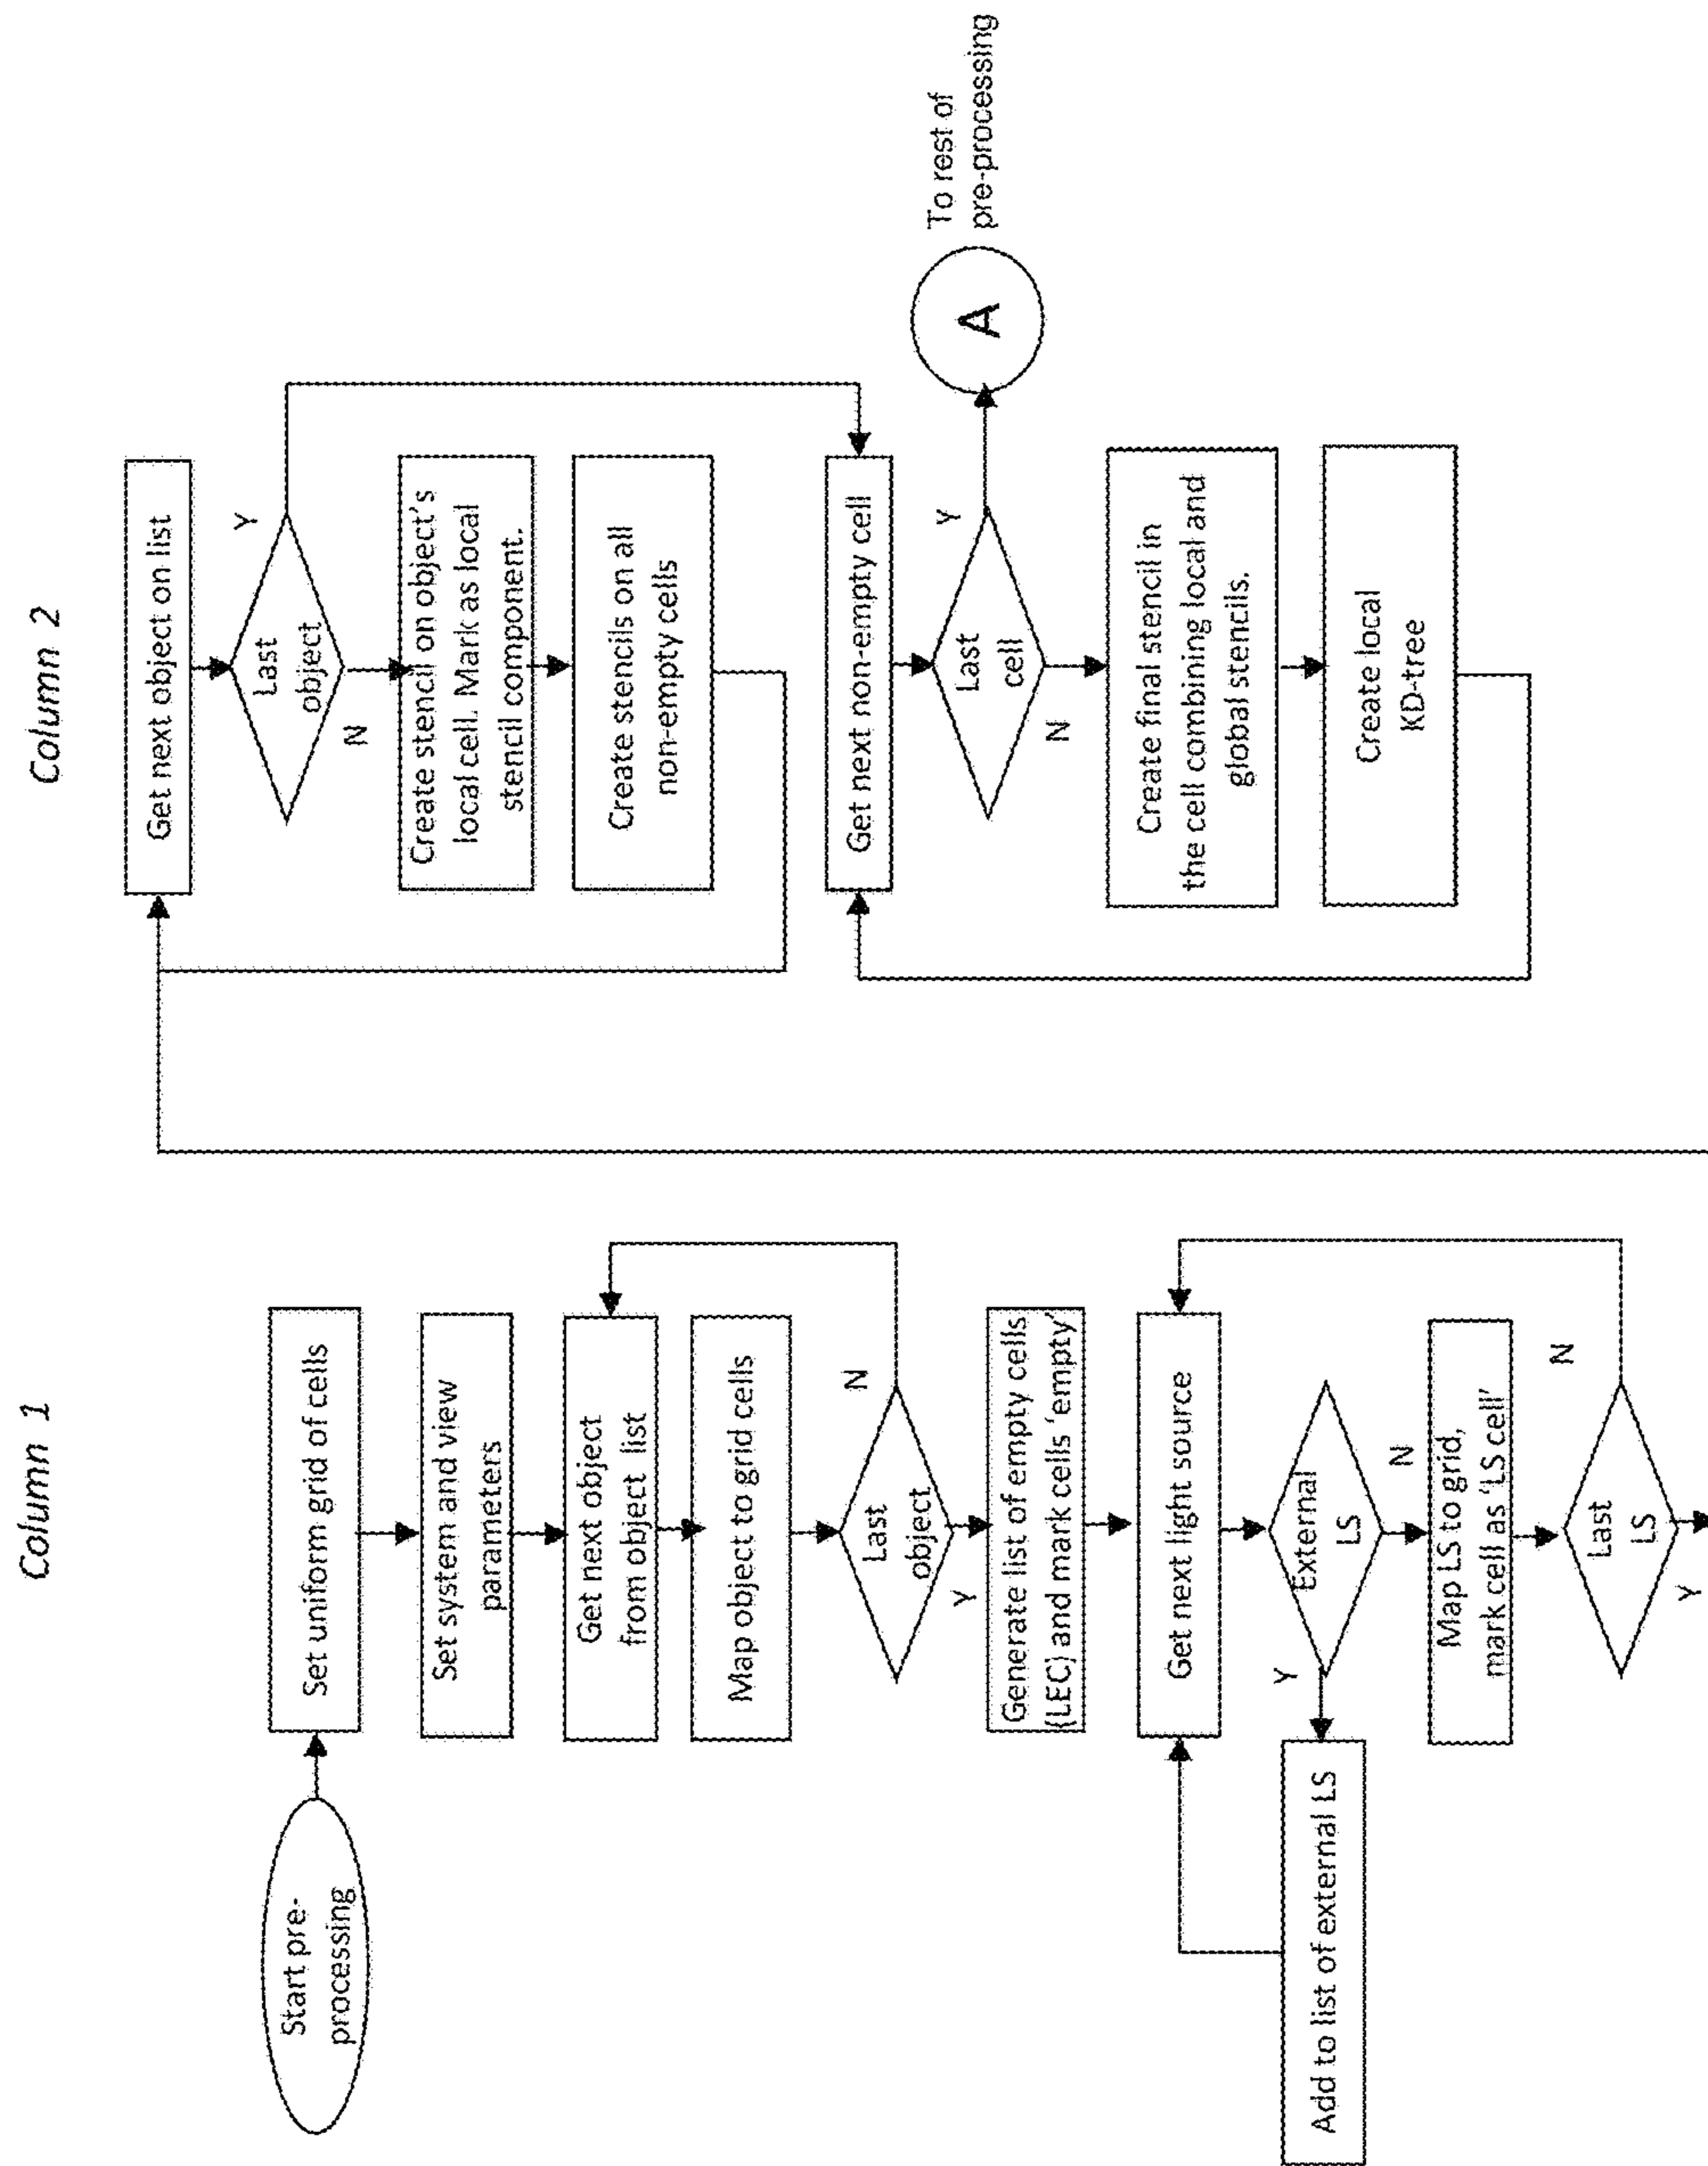 Column 1
Start pre-
processing
Set uniform grid of cells
Set system and view
parameters
Get next object
from object list
Map object to grid cells
Last
object
N
Y
Generate list of empty cells
(LEC) and mark cells 'empty'
Get next light source
External
LS
Y
N
Add to list of external LS
Map LS to grid,
mark cell as 'LS cell'
Last
LS
N
Y
Column 2
Get next object on list
Last
object
Y
N
Create stencil on object's
local cell. Mark as local
stencil component.
Create stencils on all
non-empty cells
Get next non-empty cell
Last
cell
Y
N
A
To rest of
pre-processing
Create final stencil in
the cell combining local and
global stencils.
Create local
KD-tree